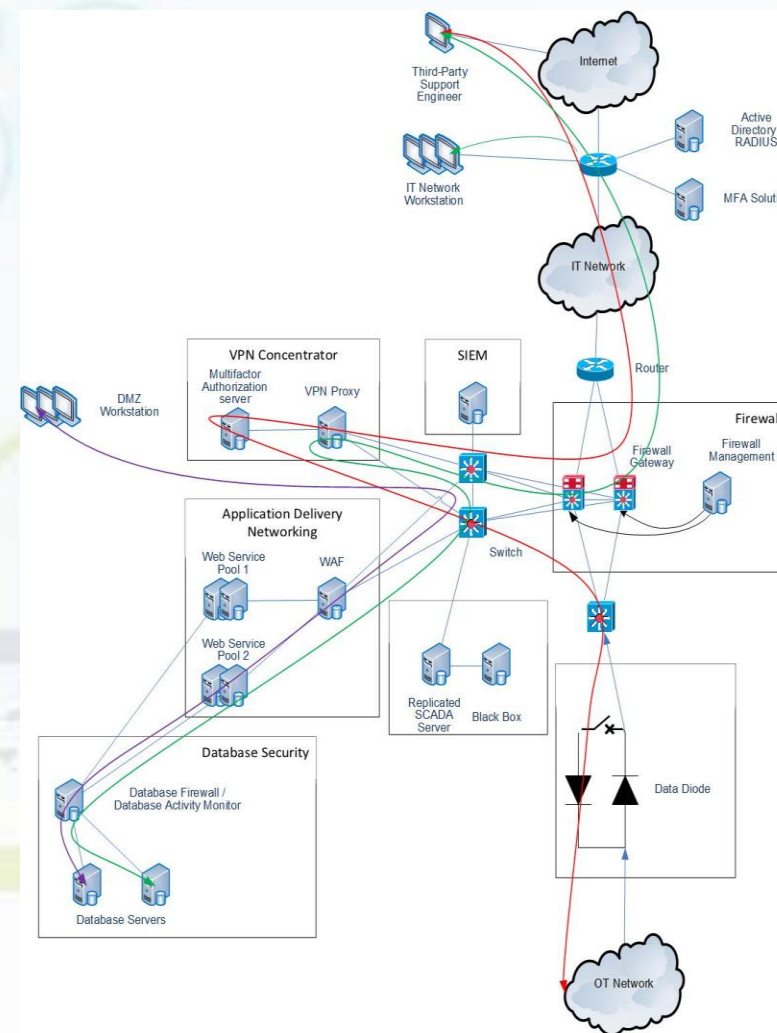 Internet
Third-Party
Support
Engineer
Active
Directory
RADIUS
IT Network
Workstation
MFA Soluti
IT Network
Router
VPN Concentrator
Multifactor
Authorization
server
VPN Proxy
SIEM
DMZ
Workstation
Firewal
Firewall
Gateway
Firewall
Management
Application Delivery
Networking
Switch
Web Service
Pool 1
WAF
Web Service
Pool 2
Replicated
SCADA
Server
Black Box
Database Security
Database Firewall /
Database Activity Monitor
Data Diode
Database Servers
OT Network